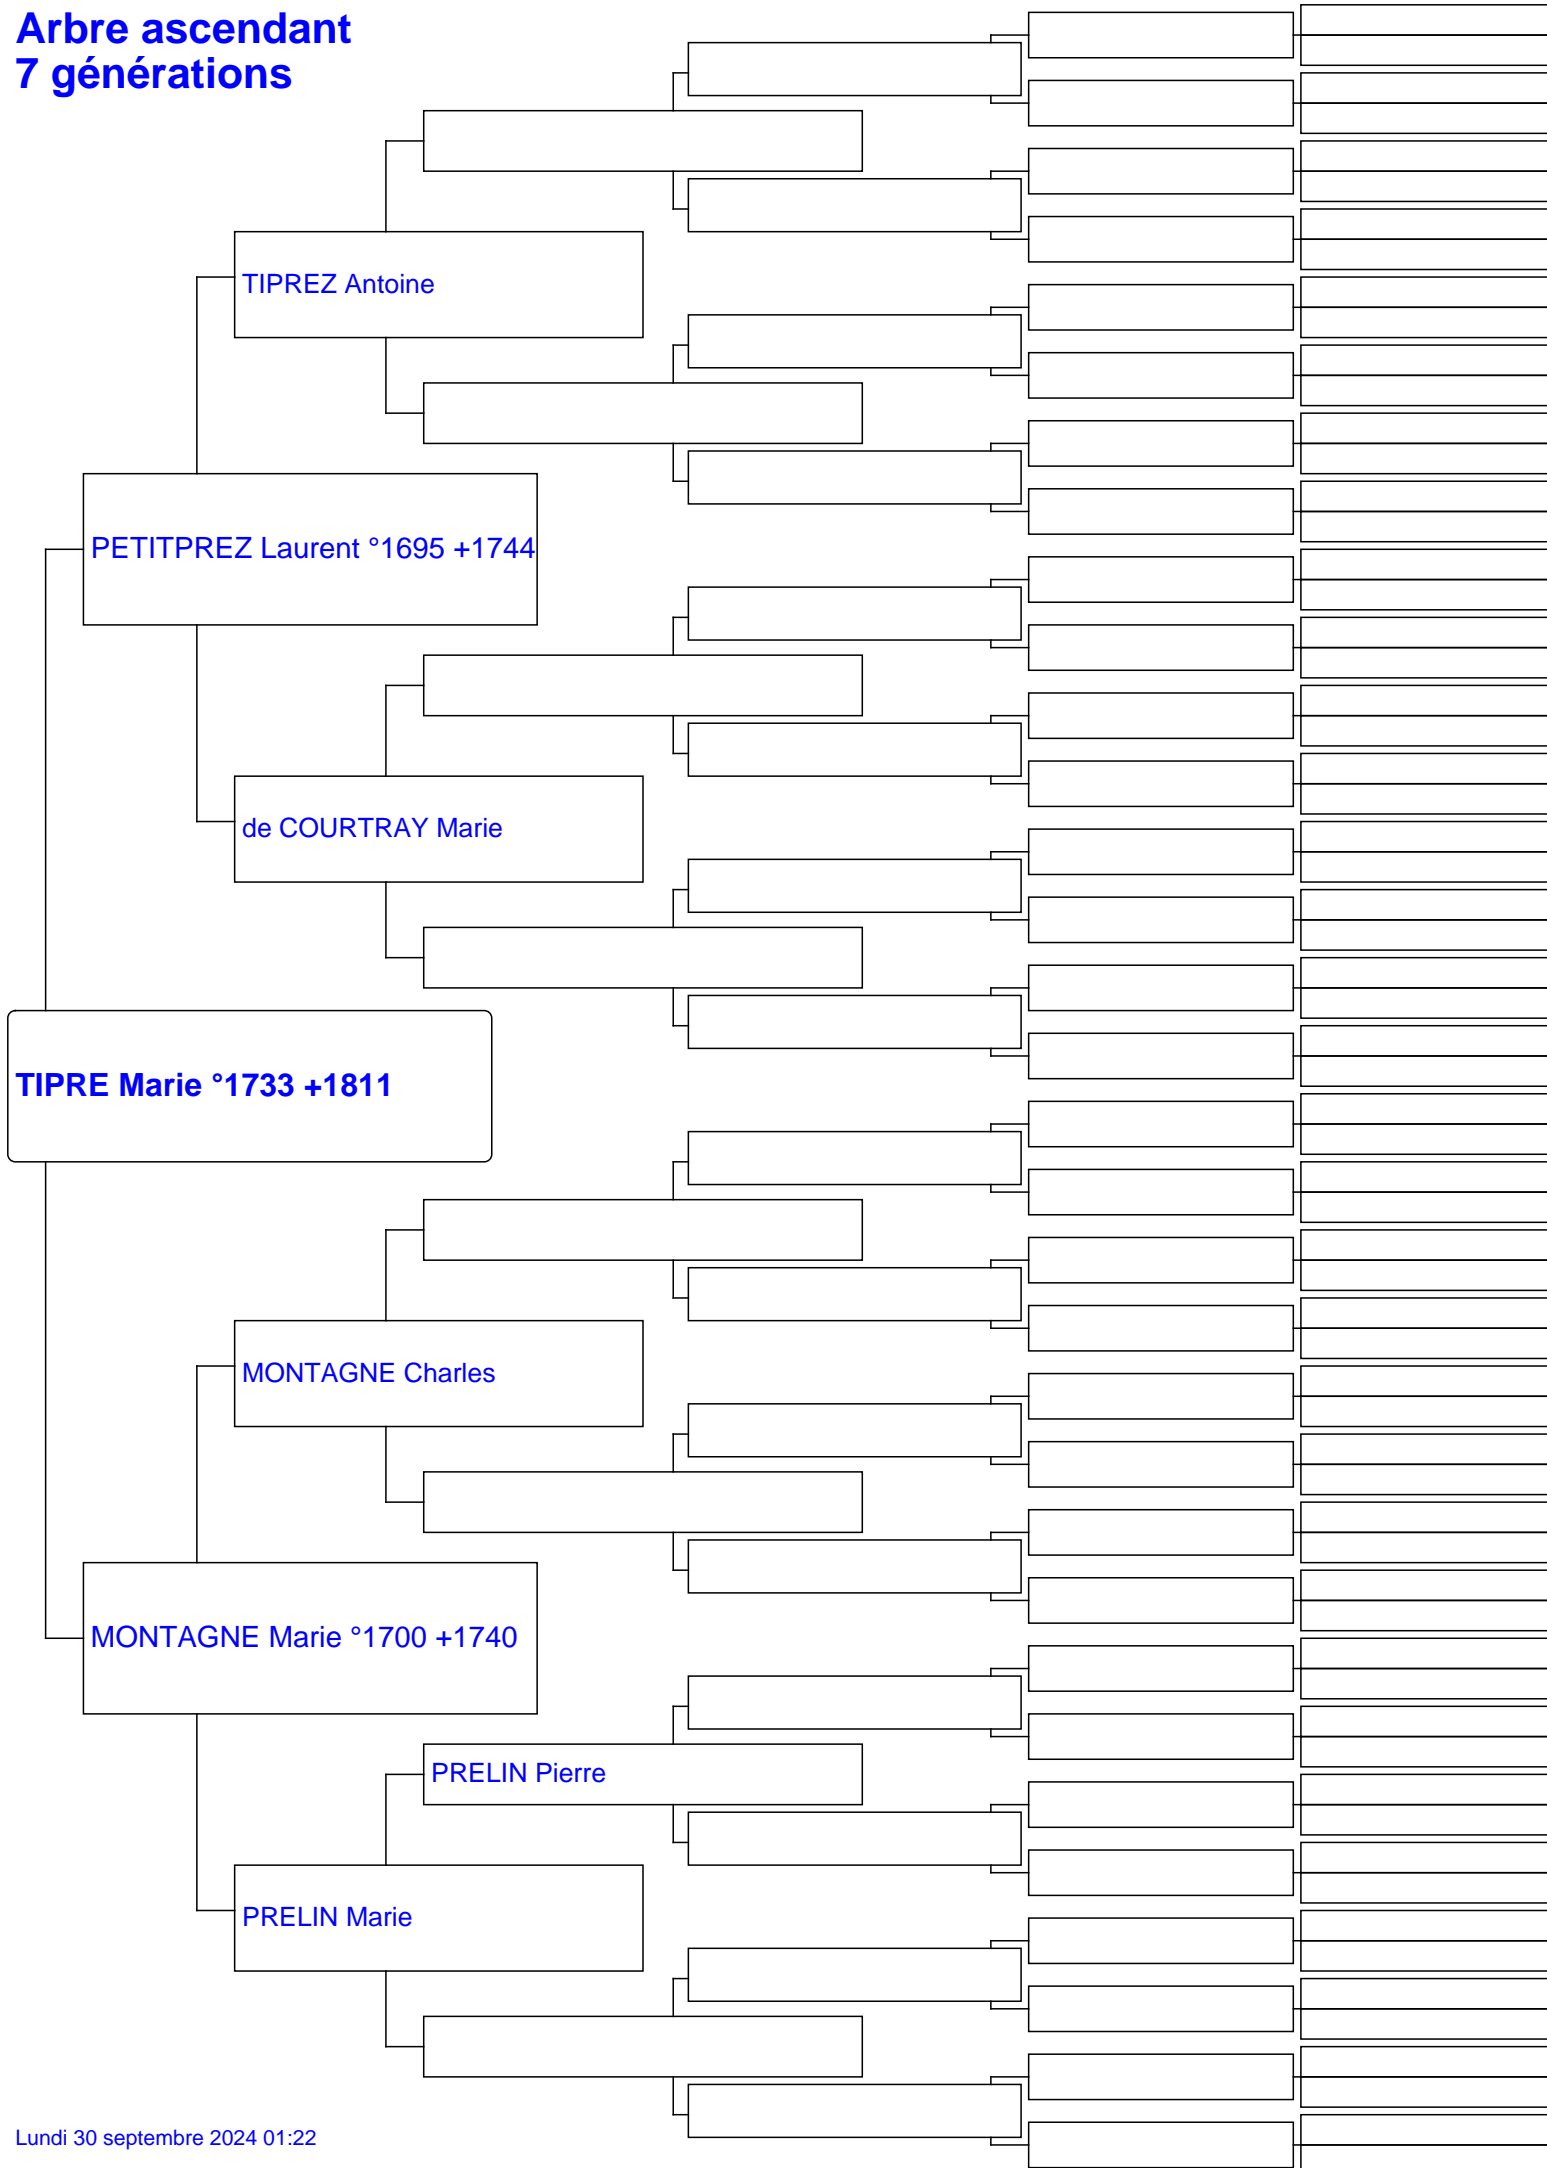 Arbre ascendant
7 générations
TIPREZ Antoine
PETITPREZ Laurent °1695 +1744
de COURTRAY Marie
TIPRE Marie °1733 +1811
MONTAGNE Charles
MONTAGNE Marie °1700 +1740
PRELIN Pierre
PRELIN Marie
Lundi 30 septembre 2024 01:22